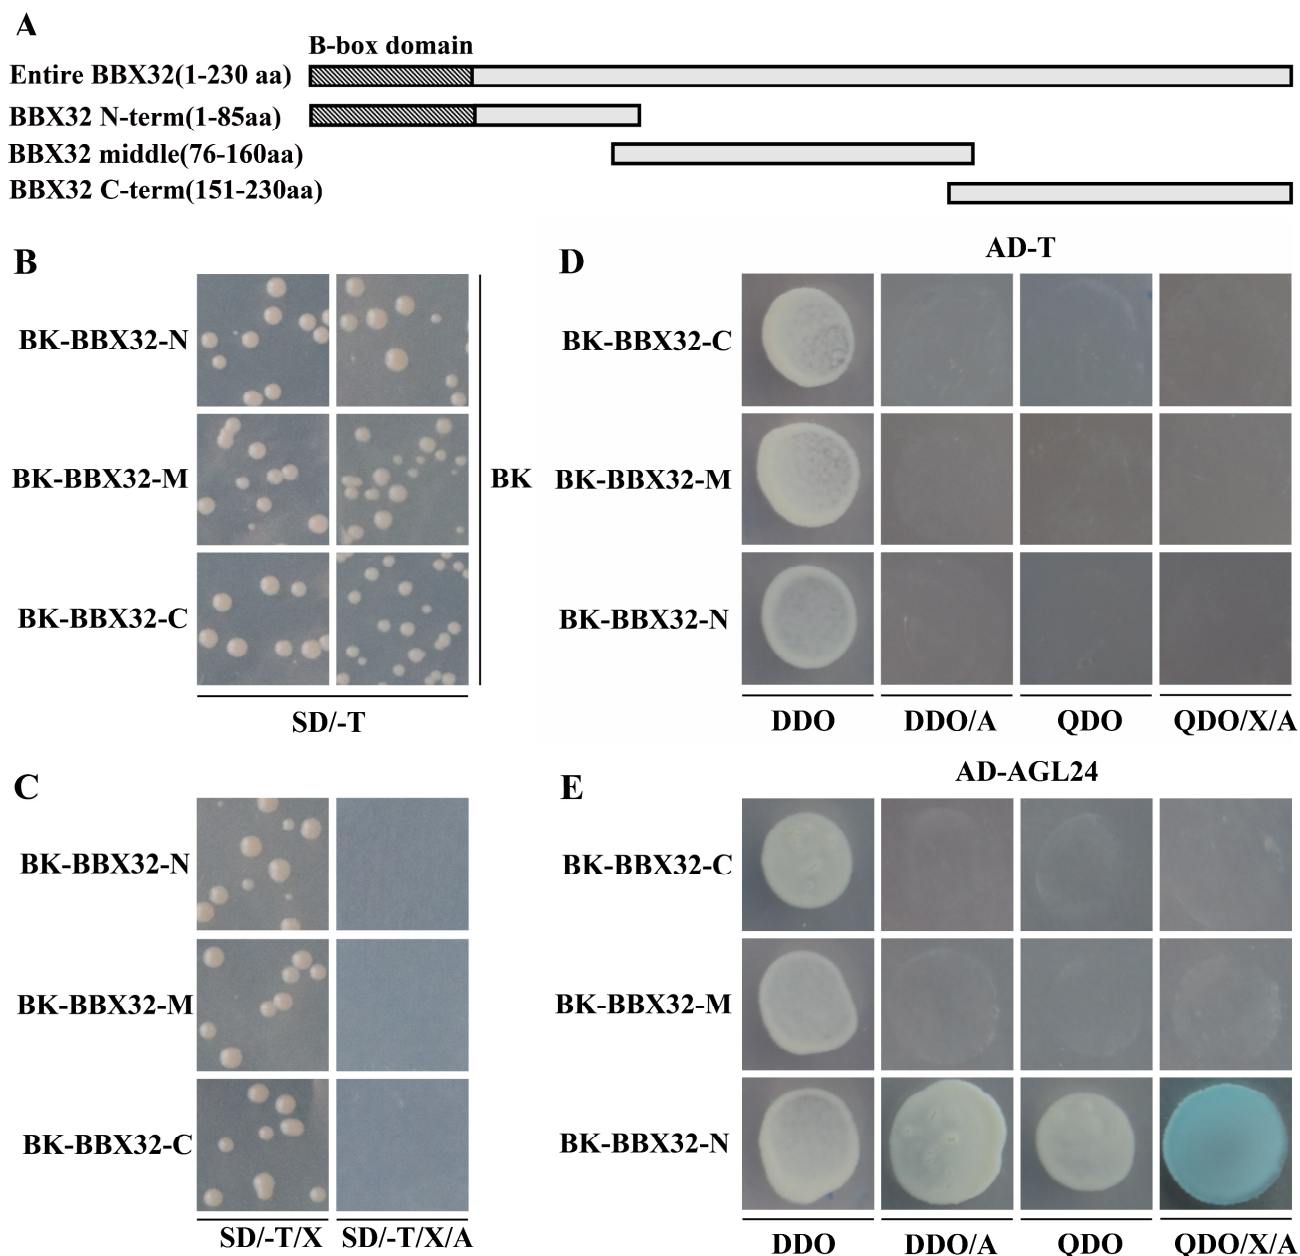 A
B-box domain
Entire BBX32(1-230 aa)
BBX32 N-term(1-85aa)
BBX32 middle(76-160aa)
BBX32 C-term(151-230aa)
B
BK-BBX32-N
BK-BBX32-M
BK-BBX32-C
BK
SD/-T
D
AD-T
BK-BBX32-C
BK-BBX32-M
BK-BBX32-N
DDO DDO/A QDO QDO/X/A
C
BK-BBX32-N
BK-BBX32-M
BK-BBX32-C
SD/-T/X SD/-T/X/A
E
AD-AGL24
BK-BBX32-C
BK-BBX32-M
BK-BBX32-N
DDO DDO/A QDO QDO/X/A